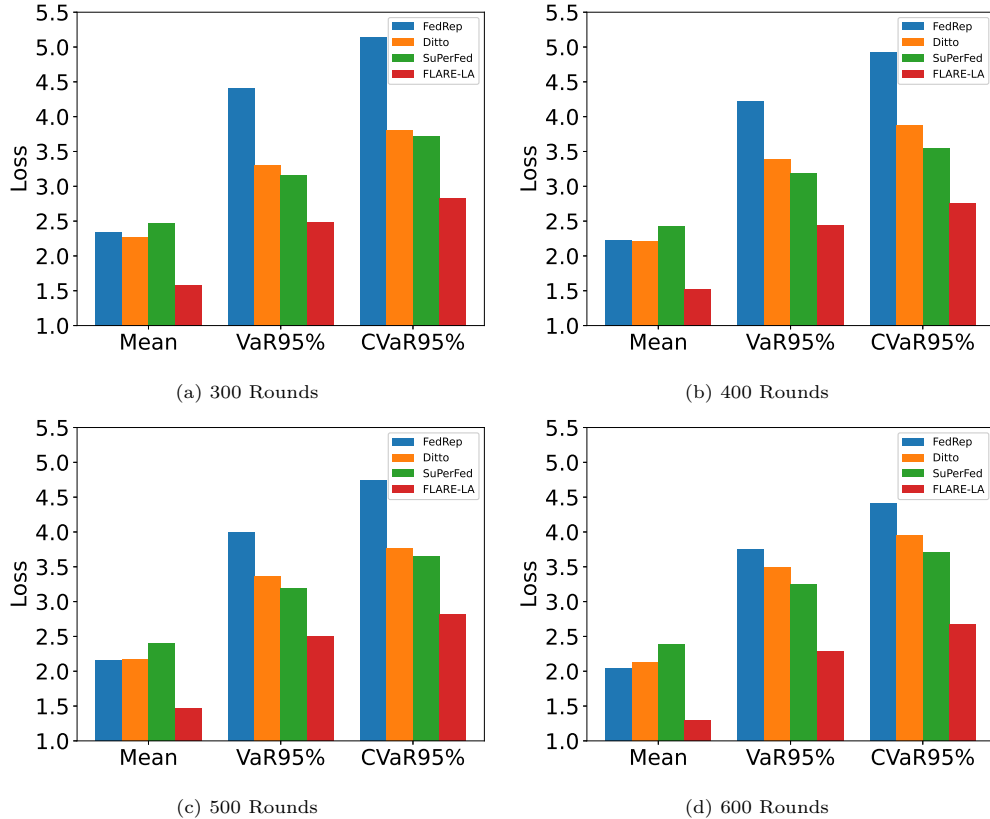 5.5
5.0
4.5
4.0
3.5
3.0
2.5
2.0
1.5
1.0
Loss
FedRep
Ditto
SuPerFed
FLARE-LA
Mean VaR95% CVaR95%
(a) 300 Rounds
5.5
5.0
4.5
4.0
3.5
3.0
2.5
2.0
1.5
1.0
Loss
FedRep
Ditto
SuPerFed
FLARE-LA
Mean VaR95% CVaR95%
(b) 400 Rounds
5.5
5.0
4.5
4.0
3.5
3.0
2.5
2.0
1.5
1.0
Loss
FedRep
Ditto
SuPerFed
FLARE-LA
Mean VaR95% CVaR95%
(c) 500 Rounds
5.5
5.0
4.5
4.0
3.5
3.0
2.5
2.0
1.5
1.0
Loss
FedRep
Ditto
SuPerFed
FLARE-LA
Mean VaR95% CVaR95%
(d) 600 Rounds